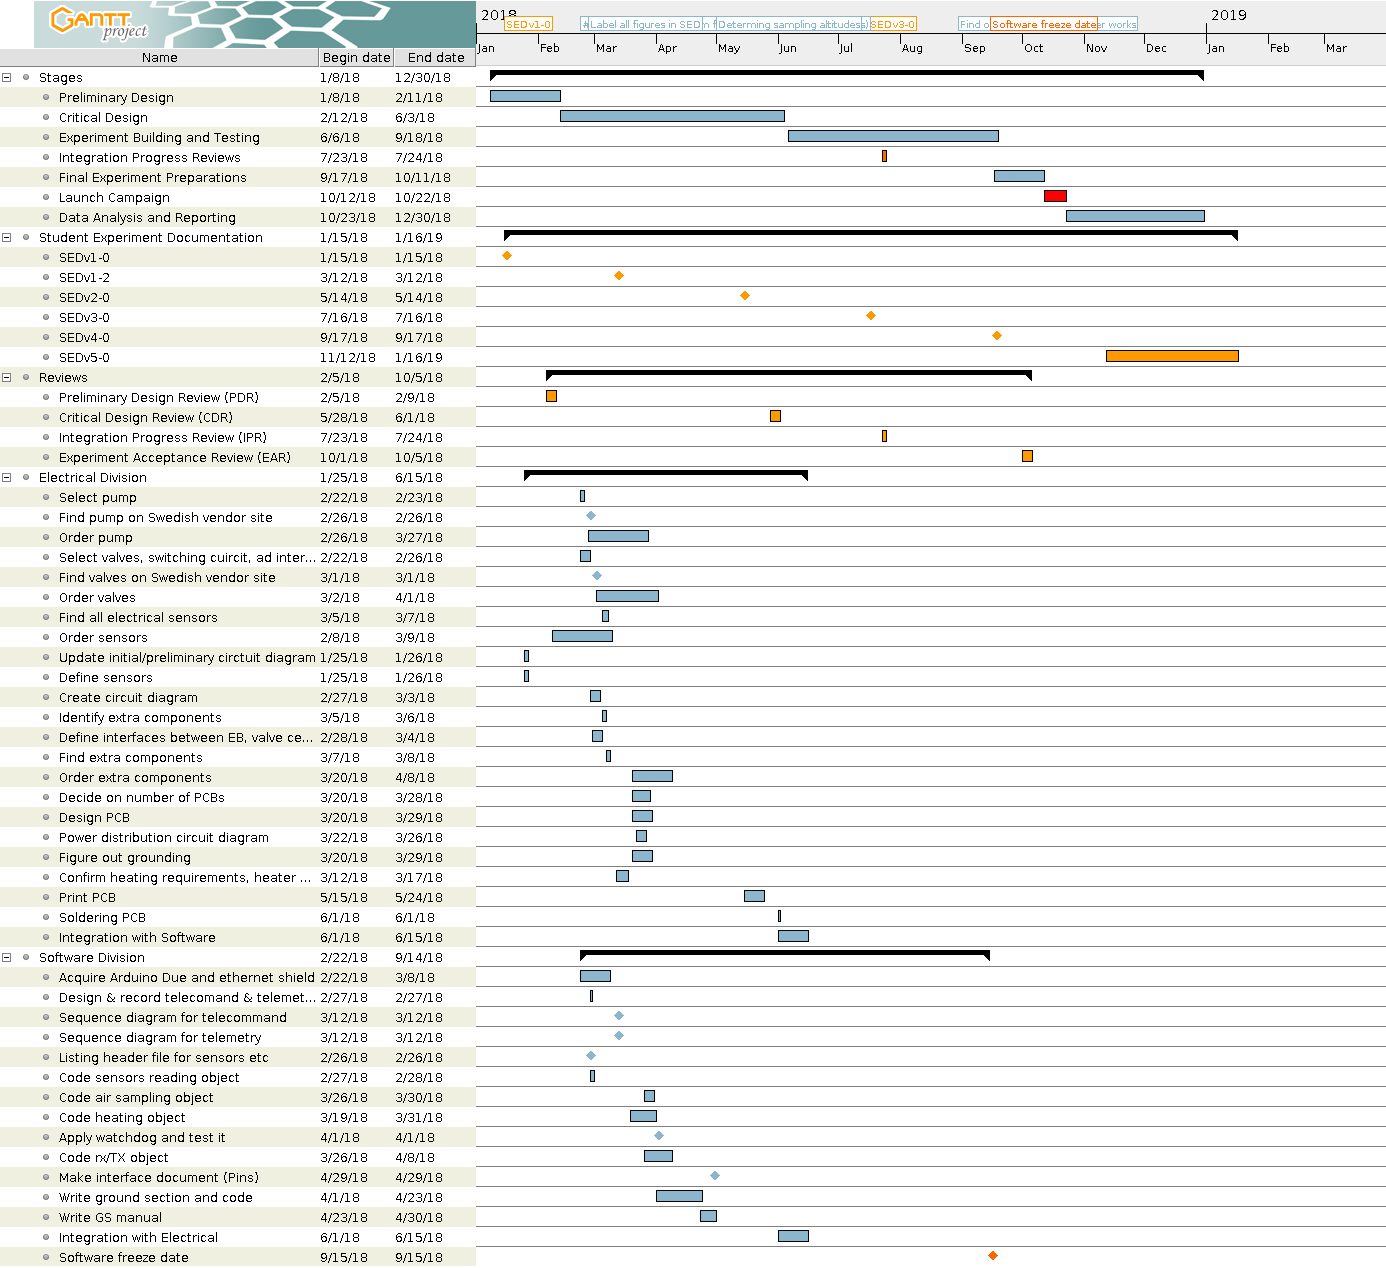 GANTT
project
2018
2019
SEDv1-0
#Label all figures in SED
Determing sampling altitudes
SEDv3-0
Find o
Software freeze date
er works
Jan Feb Mar Apr May Jun Jul Aug Sep Oct Nov Dec Jan Feb Mar
Name Begin date End date
Stages 1/8/18 12/30/18
Preliminary Design 1/8/18 2/11/18
Critical Design 2/12/18 6/3/18
Experiment Building and Testing 6/6/18 9/18/18
Integration Progress Reviews 7/23/18 7/24/18
Final Experiment Preparations 9/17/18 10/11/18
Launch Campaign 10/12/18 10/22/18
Data Analysis and Reporting 10/23/18 12/30/18
Student Experiment Documentation 1/15/18 1/16/19
SEDv1-0 1/15/18 1/15/18
SEDv1-2 3/12/18 3/12/18
SEDv2-0 5/14/18 5/14/18
SEDv3-0 7/16/18 7/16/18
SEDv4-0 9/17/18 9/17/18
SEDv5-0 11/12/18 1/16/19
Reviews 2/5/18 10/5/18
Preliminary Design Review (PDR) 2/5/18 2/9/18
Critical Design Review (CDR) 5/28/18 6/1/18
Integration Progress Review (IPR) 7/23/18 7/24/18
Experiment Acceptance Review (EAR) 10/1/18 10/5/18
Electrical Division 1/25/18 6/15/18
Select pump 2/22/18 2/23/18
Find pump on Swedish vendor site 2/26/18 2/26/18
Order pump 2/26/18 3/27/18
Select valves, switching cuircit, ad inter... 2/22/18 2/26/18
Find valves on Swedish vendor site 3/1/18 3/1/18
Order valves 3/2/18 4/1/18
Find all electrical sensors 3/5/18 3/7/18
Order sensors 2/8/18 3/9/18
Update initial/preliminary circtuit diagram 1/25/18 1/26/18
Define sensors 1/25/18 1/26/18
Create circuit diagram 2/27/18 3/3/18
Identify extra components 3/5/18 3/6/18
Define interfaces between EB, valve ce... 2/28/18 3/4/18
Find extra components 3/7/18 3/8/18
Order extra components 3/20/18 4/8/18
Decide on number of PCBs 3/20/18 3/28/18
Design PCB 3/20/18 3/29/18
Power distribution circuit diagram 3/22/18 3/26/18
Figure out grounding 3/20/18 3/29/18
Confirm heating requirements, heater ... 3/12/18 3/17/18
Print PCB 5/15/18 5/24/18
Soldering PCB 6/1/18 6/1/18
Integration with Software 6/1/18 6/15/18
Software Division 2/22/18 9/14/18
Acquire Arduino Due and ethernet shield 2/22/18 3/8/18
Design & record telecomand & telemet... 2/27/18 2/27/18
Sequence diagram for telecommand 3/12/18 3/12/18
Sequence diagram for telemetry 3/12/18 3/12/18
Listing header file for sensors etc 2/26/18 2/26/18
Code sensors reading object 2/27/18 2/28/18
Code air sampling object 3/26/18 3/30/18
Code heating object 3/19/18 3/31/18
Apply watchdog and test it 4/1/18 4/1/18
Code rx/TX object 3/26/18 4/8/18
Make interface document (Pins) 4/29/18 4/29/18
Write ground section and code 4/1/18 4/23/18
Write GS manual 4/23/18 4/30/18
Integration with Electrical 6/1/18 6/15/18
Software freeze date 9/15/18 9/15/18